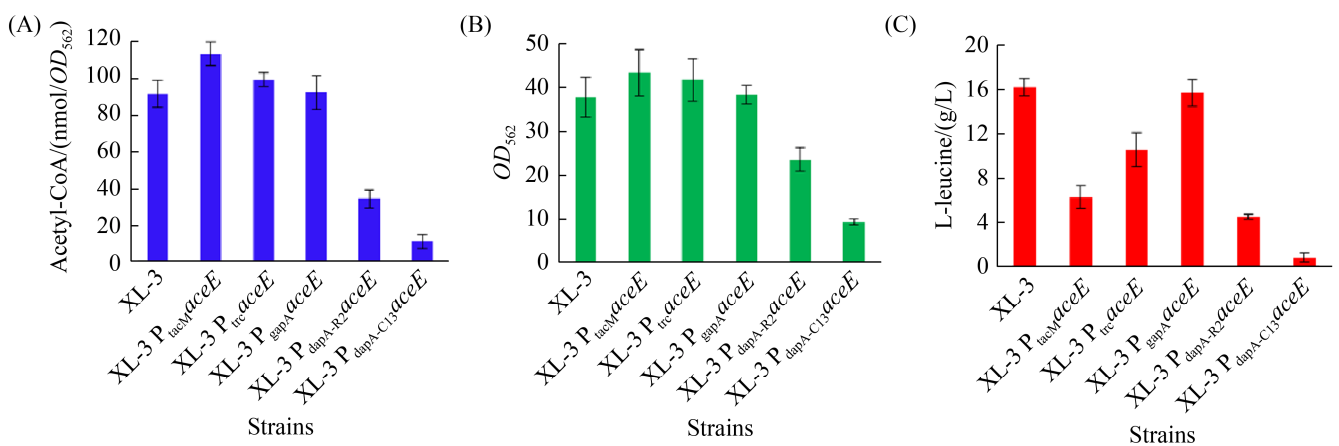 (A)
Acetyl-CoA/(nmol/OD562)
120
100
80
60
40
20
0
XL-3
XL-3 PtacMaceE
XL-3 PtrcaceE
XL-3 PgapAaceE
XL-3 PdapA-R2aceE
XL-3 PdapA-C13aceE
Strains
(B)
OD562
50
40
30
20
10
0
XL-3
XL-3 PtacMaceE
XL-3 PtrcaceE
XL-3 PgapAaceE
XL-3 PdapA-R2aceE
XL-3 PdapA-C13aceE
Strains
(C)
L-leucine/(g/L)
20
16
12
8
4
0
XL-3
XL-3 PtacMaceE
XL-3 PtrcaceE
XL-3 PgapAaceE
XL-3 PdapA-R2aceE
XL-3 PdapA-C13aceE
Strains